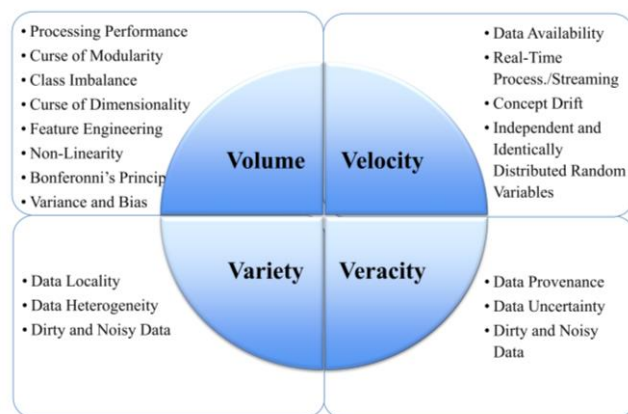 • Processing Performance
• Curse of Modularity
• Class Imbalance
• Curse of Dimensionality
• Feature Engineering
• Non-Linearity
• Bonferonni's Princip
• Variance and Bias
• Data Availability
• Real-Time
Process./Streaming
• Concept Drift
• Independent and
Identically
Distributed Random
Variables
Volume
Velocity
Variety
Veracity
• Data Locality
• Data Heterogeneity
• Dirty and Noisy Data
• Data Provenance
• Data Uncertainty
• Dirty and Noisy
Data